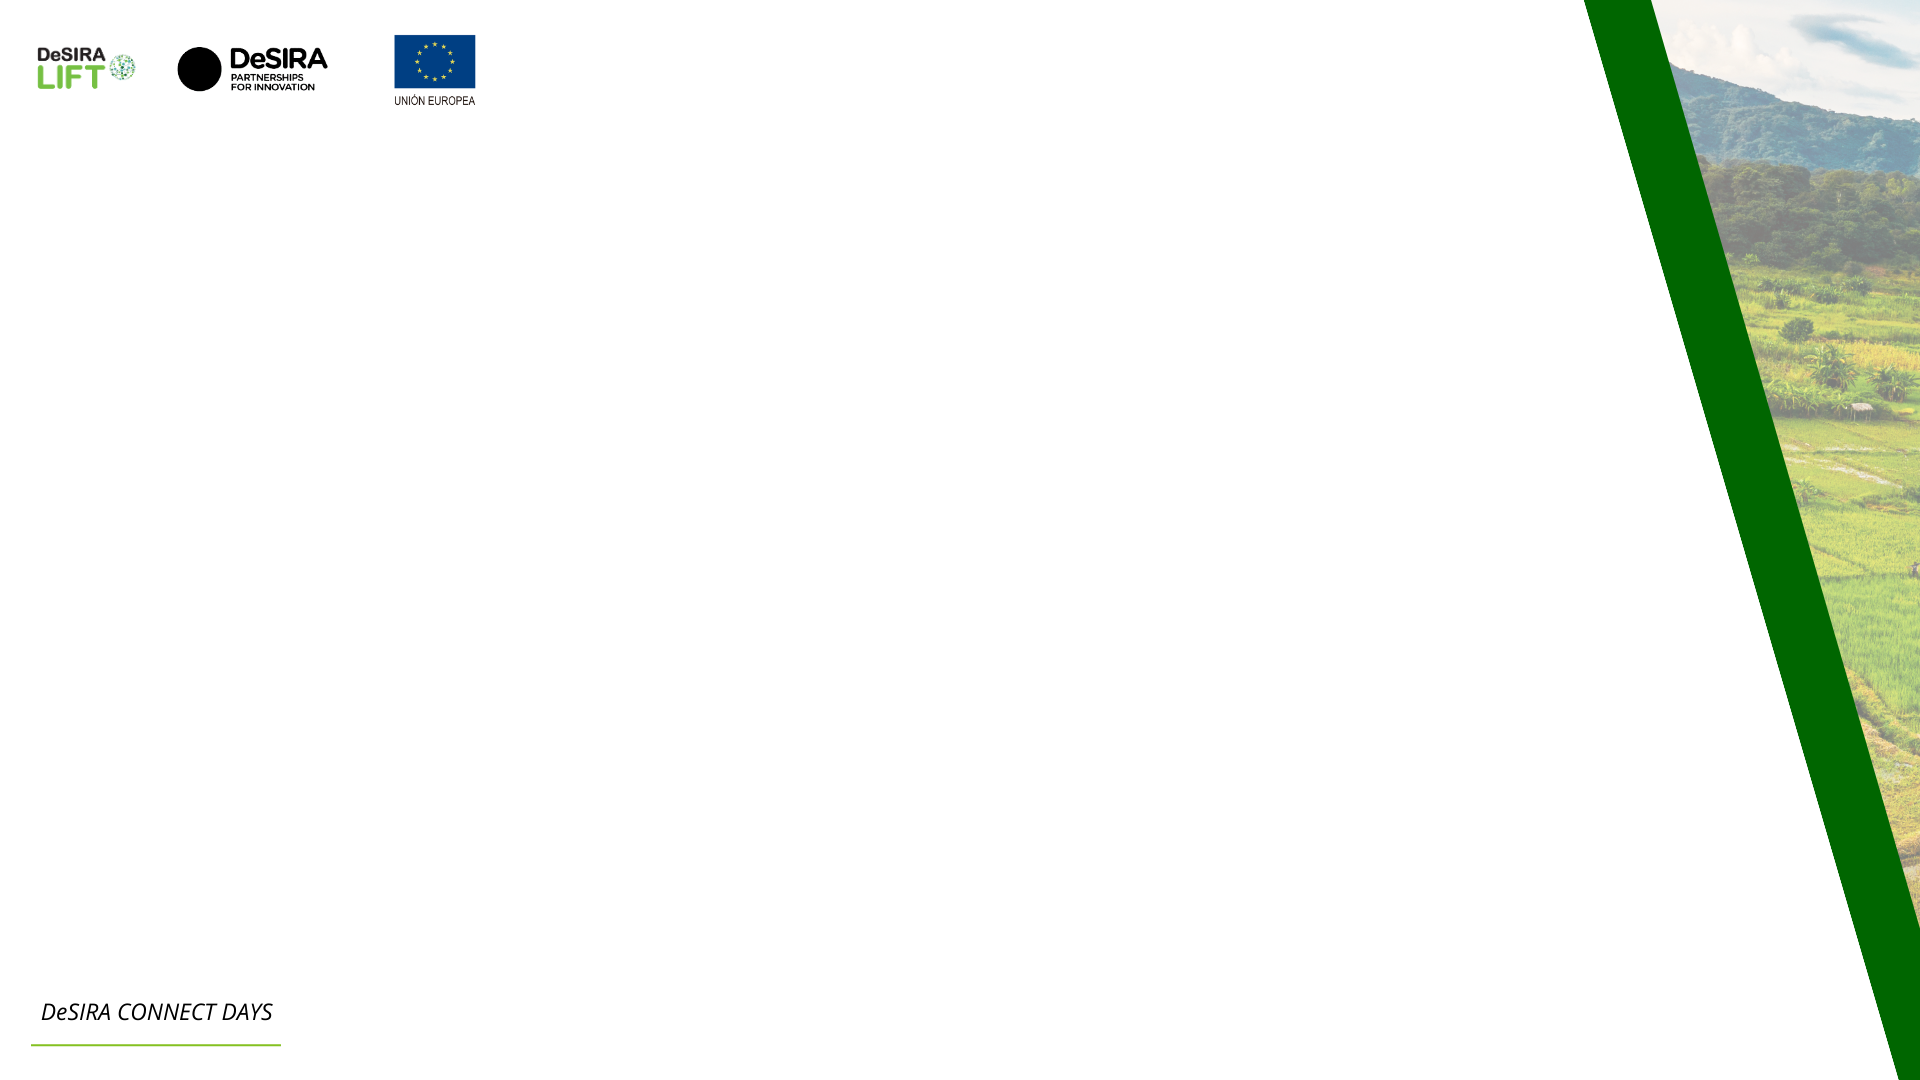 DeSIRA
LIFT
DeSIRA
PARTNERSHIPS
FOR INNOVATION
UNIÓN EUROPEA
DeSIRA CONNECT DAYS